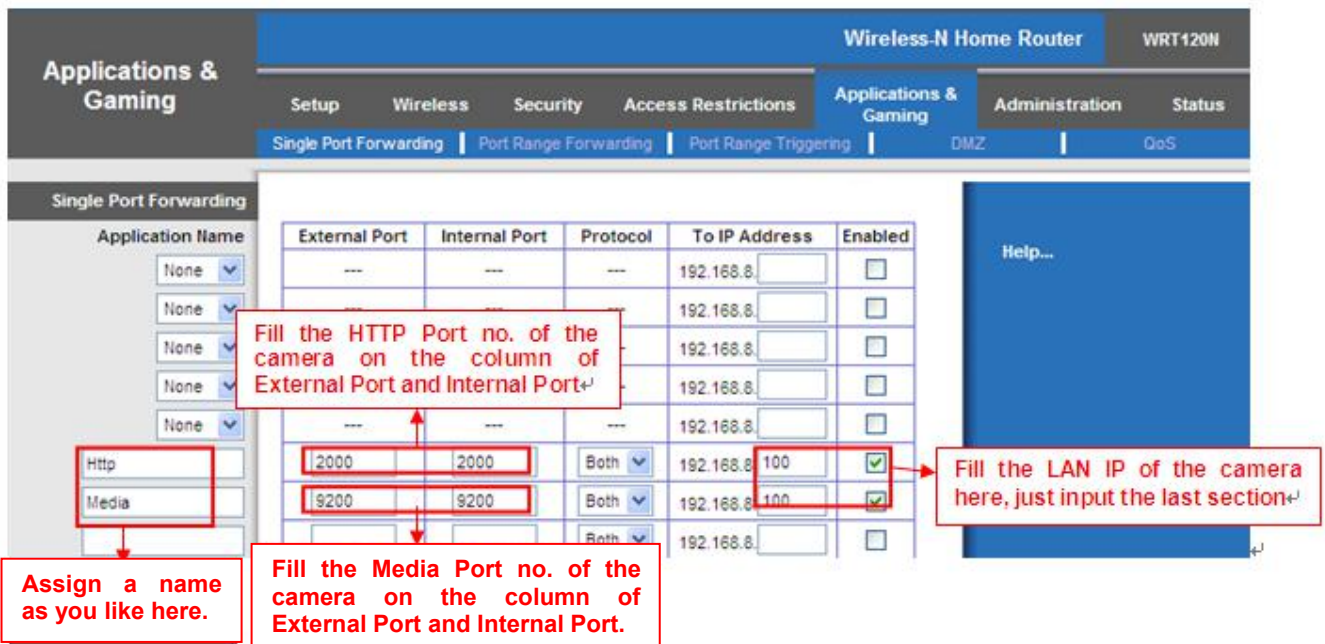 Wireless-N Home Router WRT120N
Applications &
Gaming
Setup Wireless Security Access Restrictions Applications & Gaming Administration Status
Single Port Forwarding Port Range Forwarding Port Range Triggering DMZ QoS
Single Port Forwarding
Application Name External Port Internal Port Protocol To IP Address Enabled
Help...
None --- --- --- 192.168.8.
None --- --- --- 192.168.8.
None 192.168.8.
None 192.168.8.
None --- --- --- 192.168.8.
Fill the HTTP Port no. of the
camera on the column of
External Port and Internal Port↵
Http 2000 2000 Both 192.168.8. 100
Media 9200 9200 Both 192.168.8. 100
Both 192.168.8.
Fill the LAN IP of the camera
here, just input the last section↵
↵
Assign a name
as you like here.
Fill the Media Port no. of the
camera on the column of
External Port and Internal Port.